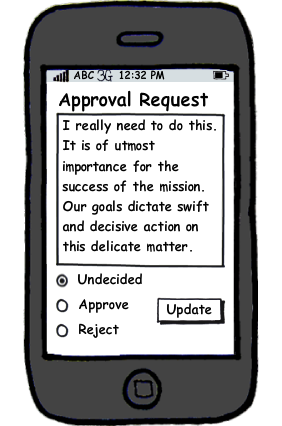 ABC 3G 12:32 PM
Approval Request
I really need to do this.
It is of utmost
importance for the
success of the mission.
Our goals dictate swift
and decisive action on
this delicate matter.
Undecided
Approve
Update
Reject